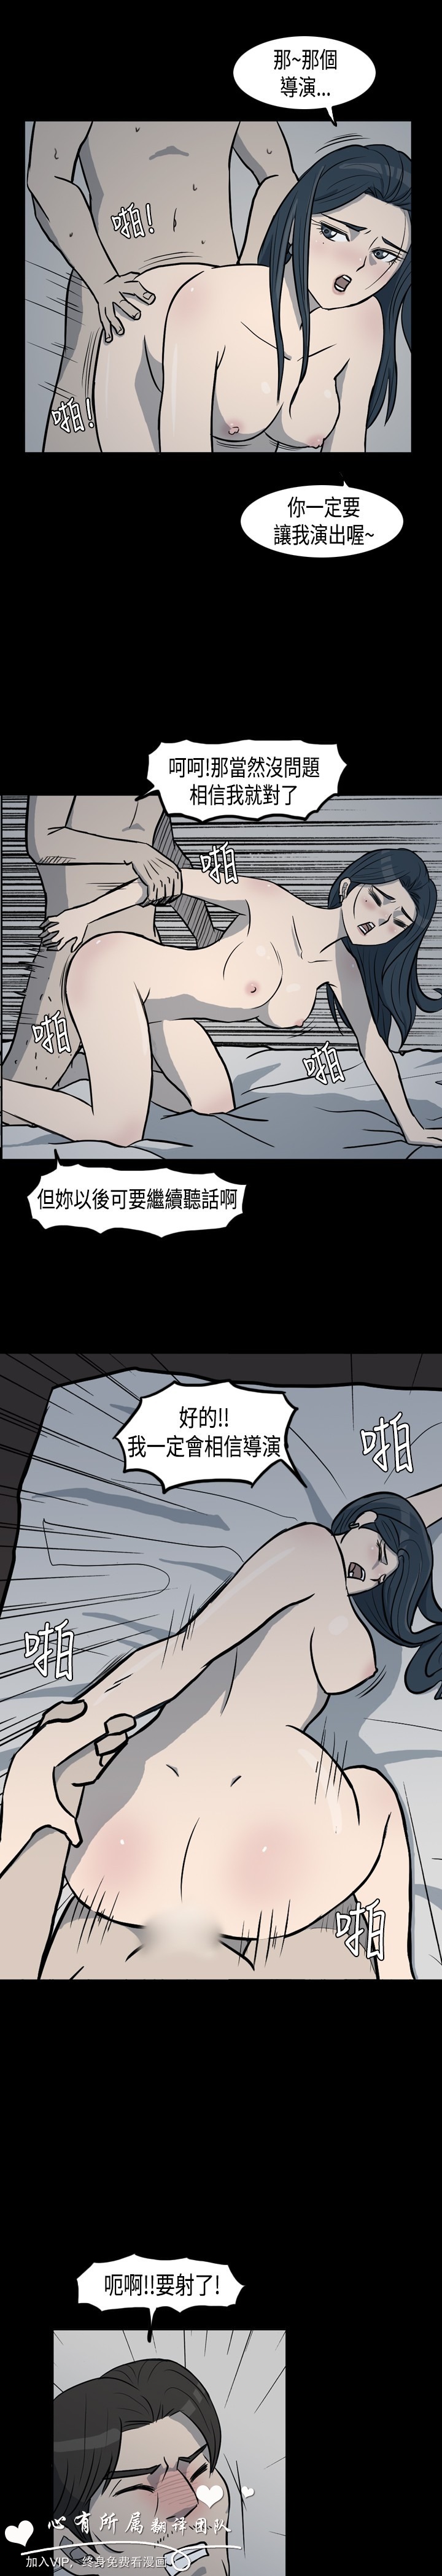 那~那個
導演...
啪!
啪!
你一定要
讓我演出喔~
呵呵!那當然沒問題
相信我就對了
啪
啪
啪
但妳以後可要繼續聽話啊
好的!!
我一定會相信導演
啪
啪
啪
呃啊!!要射了!
心有所属翻译团队
加入VIP，终身免费看漫画